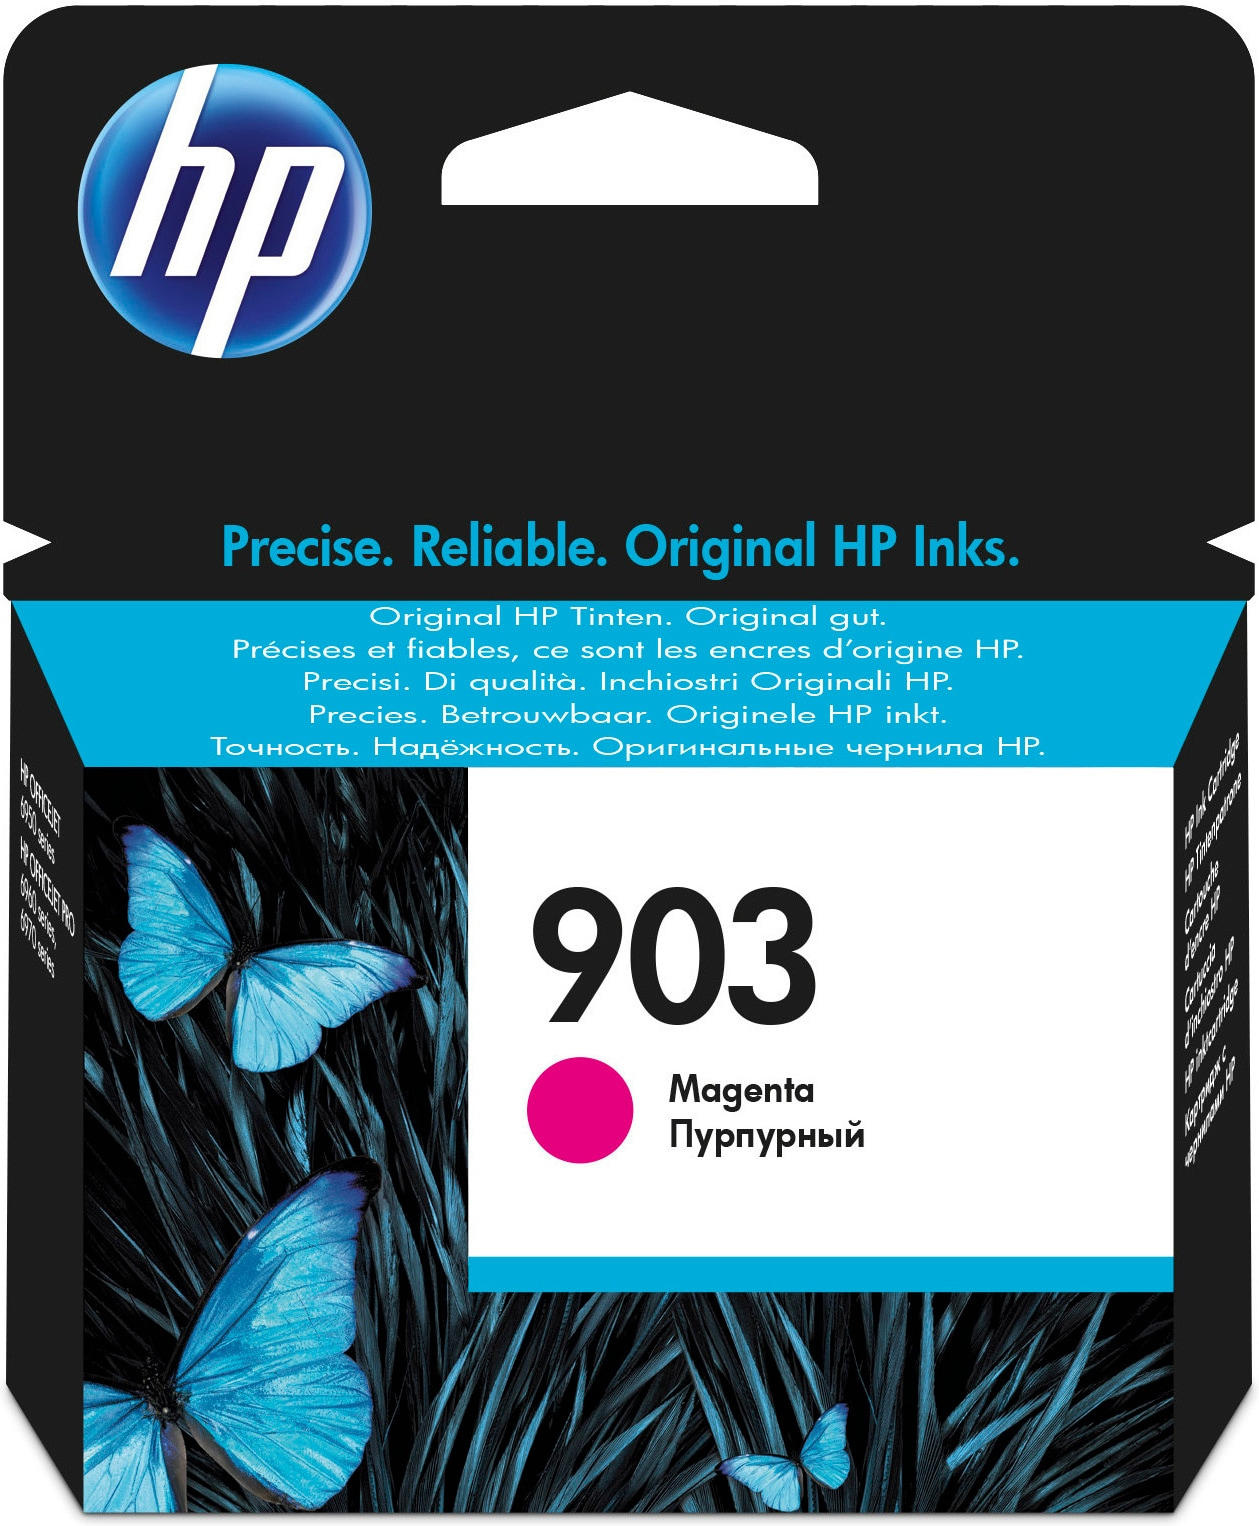 hp
Precise. Reliable. Original HP Inks.
Original HP Tinten. Original gut.
Précises et fiables, ce sont les encres d’origine HP.
Precisi. Di qualità. Inchiostri Originali HP.
Precies. Betrouwbaar. Originele HP inkt.
Точность. Надёжность. Оригинальные чернила HP.
HP OFFICEJET
6950 series
HP OFFICEJET PRO
6960 series,
6970 series
903
Magenta
Пурпурный
HP Ink Cartridge
HP Tintenpatrone
Cartouche
d'encre HP
Cartuccia
d'inchiostro HP
HP inktcartridge
Картридж с
чернилами HP